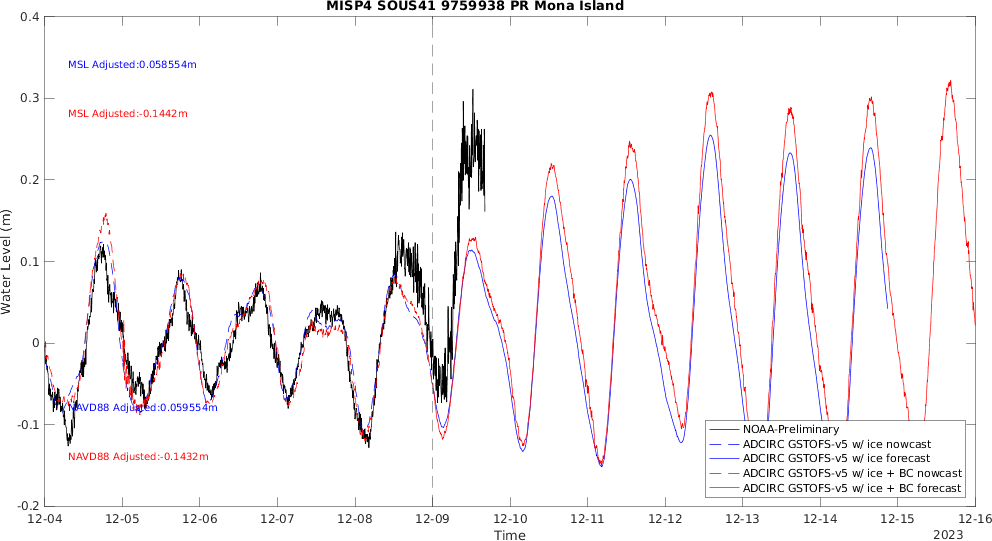 MISP4 SOUS41 9759938 PR Mona Island
0.4
0.3
0.2
0.1
0
-0.1
-0.2
Water Level (m)
MSL Adjusted:0.058554m
MSL Adjusted:-0.1442m
NAVD88 Adjusted:0.059554m
NAVD88 Adjusted:-0.1432m
NOAA-Preliminary
ADCIRC GSTOFS-v5 w/ ice nowcast
ADCIRC GSTOFS-v5 w/ ice forecast
ADCIRC GSTOFS-v5 w/ ice + BC nowcast
ADCIRC GSTOFS-v5 w/ ice + BC forecast
12-04 12-05 12-06 12-07 12-08 12-09 12-10 12-11 12-12 12-13 12-14 12-15 12-16
Time
2023